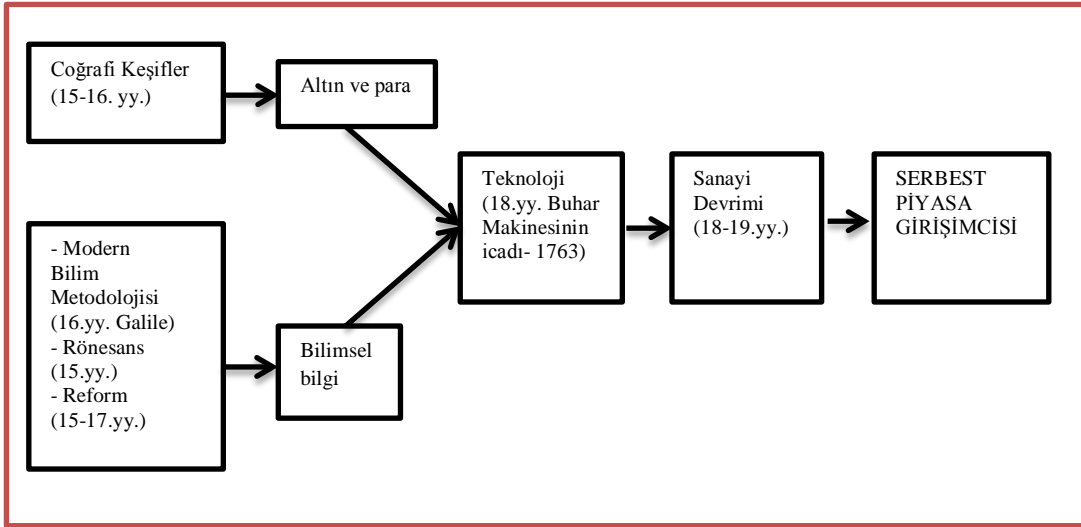 Coğrafi Keşifler
(15-16. yy.)
Altın ve para
- Modern
Bilim
Metodolojisi
(16.yy. Galile)
- Rönesans
(15.yy.)
- Reform
(15-17.yy.)
Bilimsel
bilgi
Teknoloji
(18.yy. Buhar
Makinesinin
icadı- 1763)
Sanayi
Devrimi
(18-19.yy.)
SERBEST
PİYASA
GİRİŞİMCİSİ